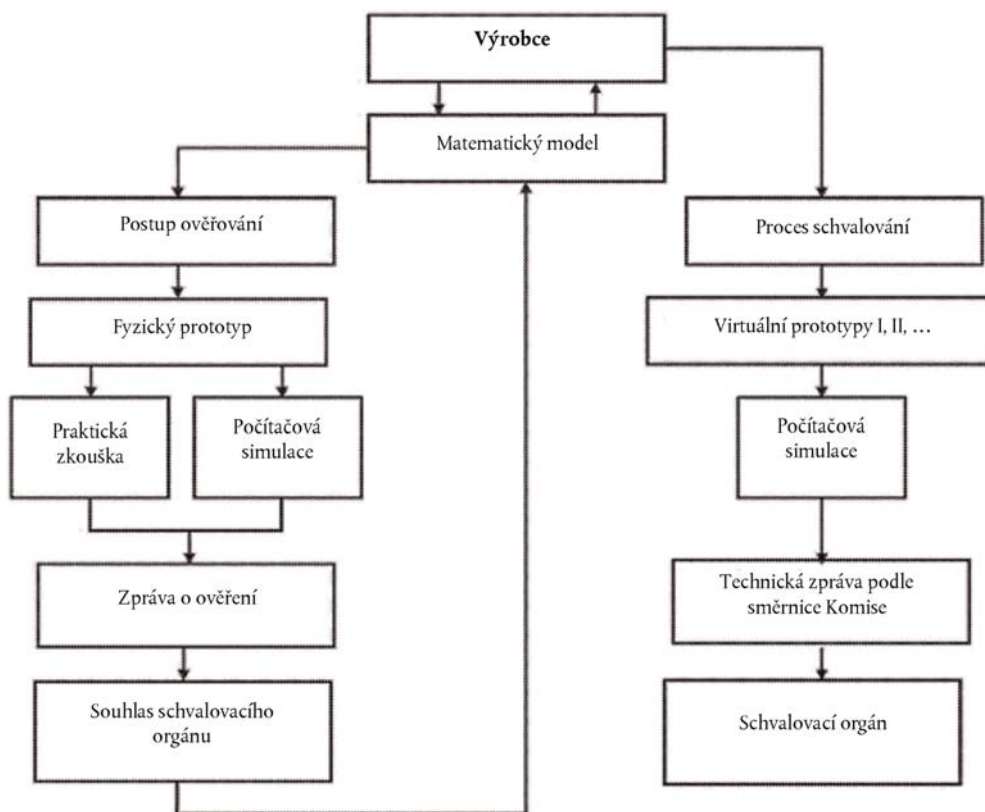 Výrobce
Matematický model
Postup ověřování
Fyzický prototyp
Praktická
zkouška
Počítačová
simulace
Zpráva o ověření
Souhlas schvalovacího
orgánu
Proces schvalování
Virtuální prototypy I, II, …
Počítačová
simulace
Technická zpráva podle
směrnice Komise
Schvalovací orgán